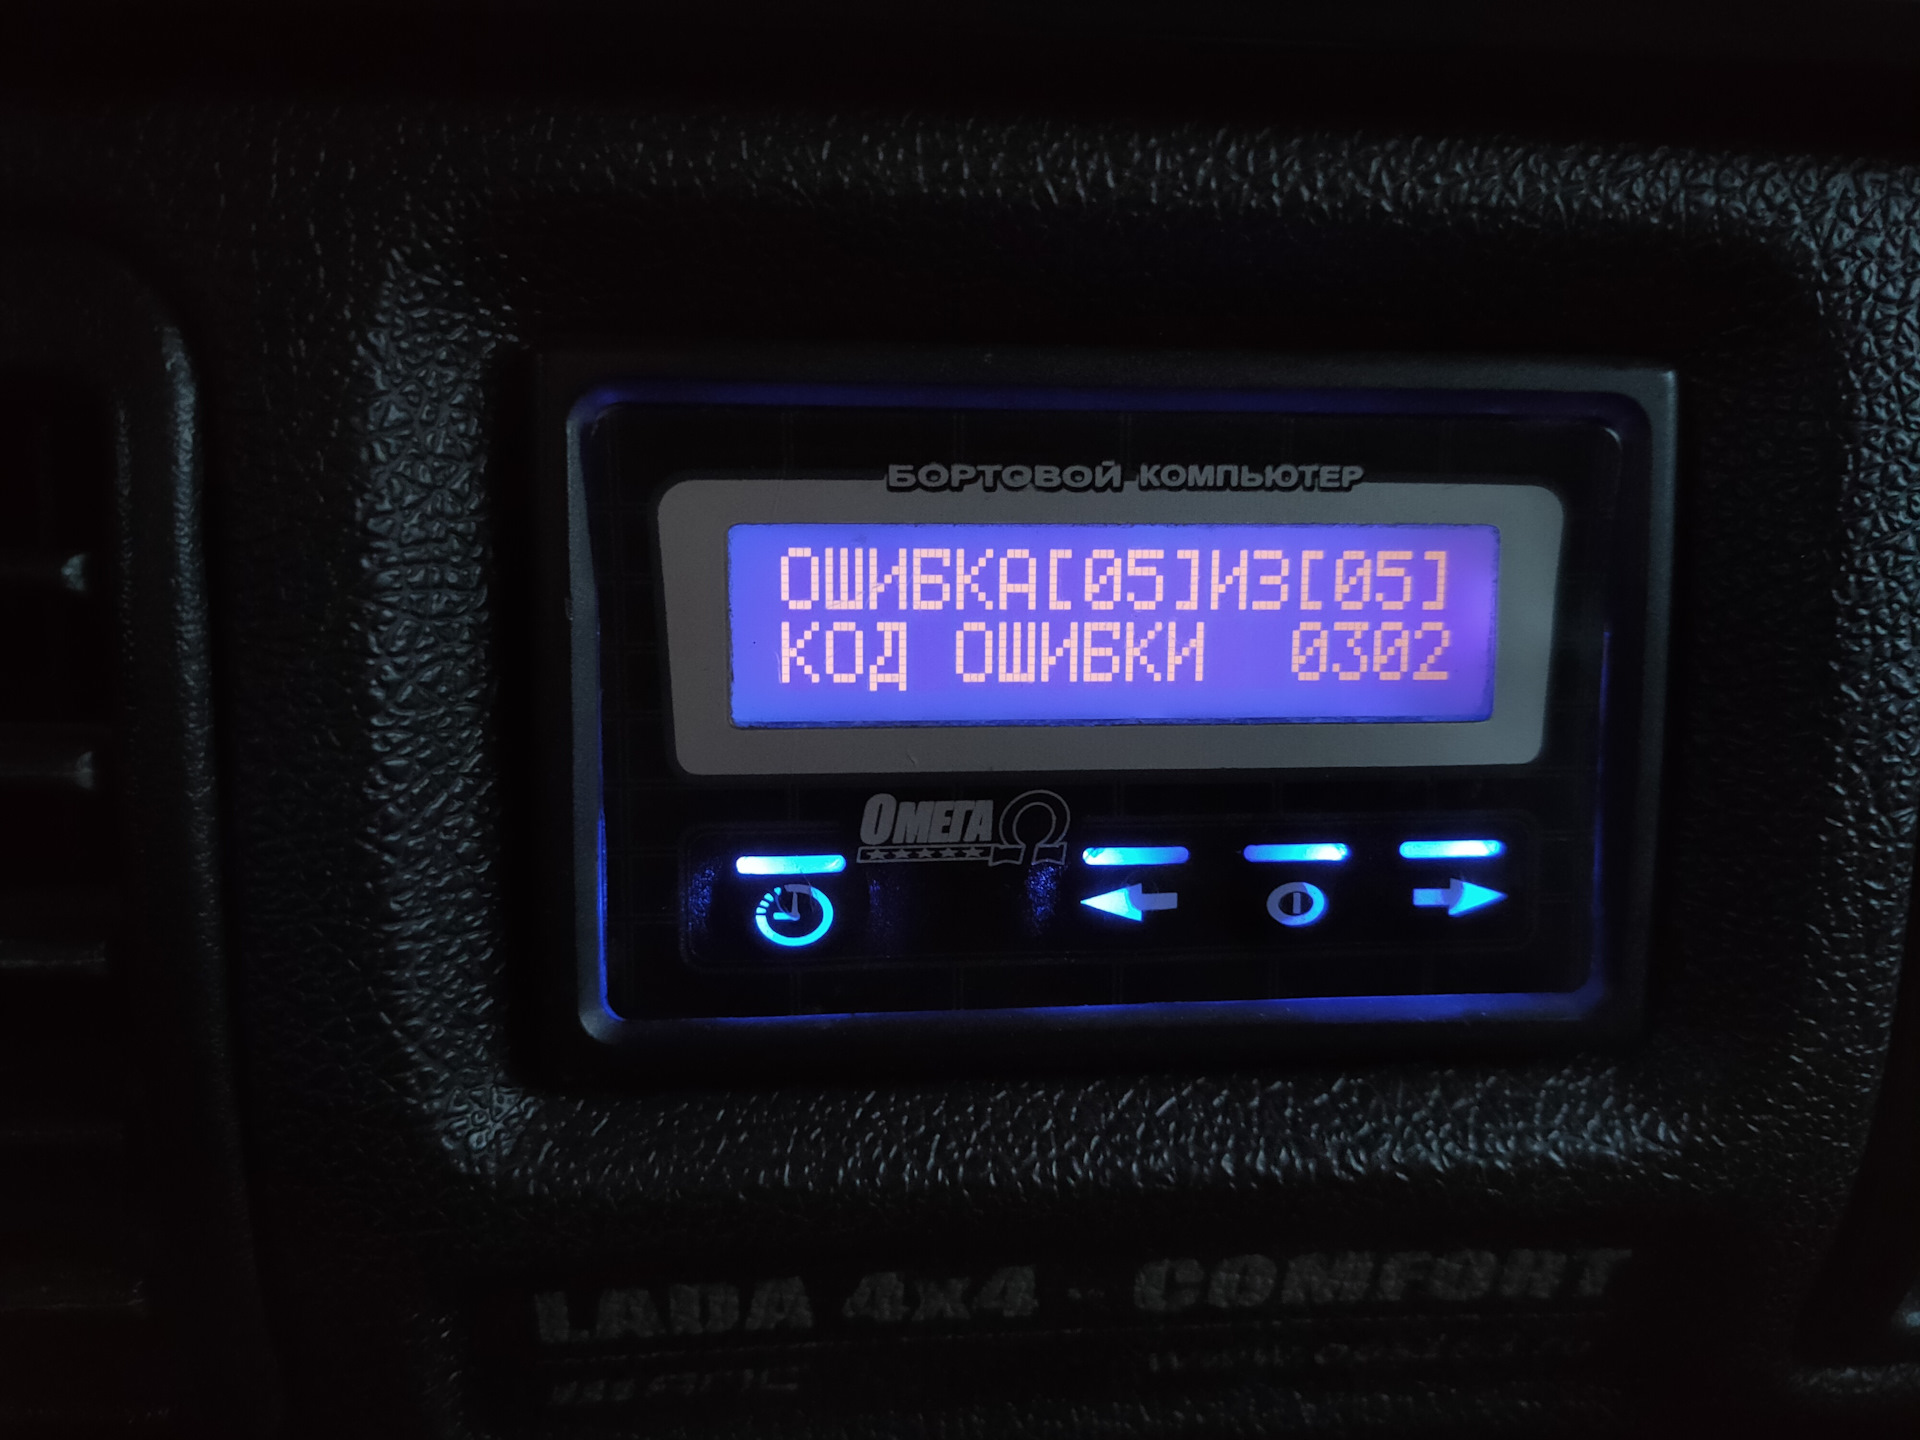 БОРТОВОЙ КОМПЬЮТЕР
ОШИБКА[05]ИЗ[05]
КОД ОШИБКИ 0302
ОМЕГА
LADA 4x4 - COMFORT